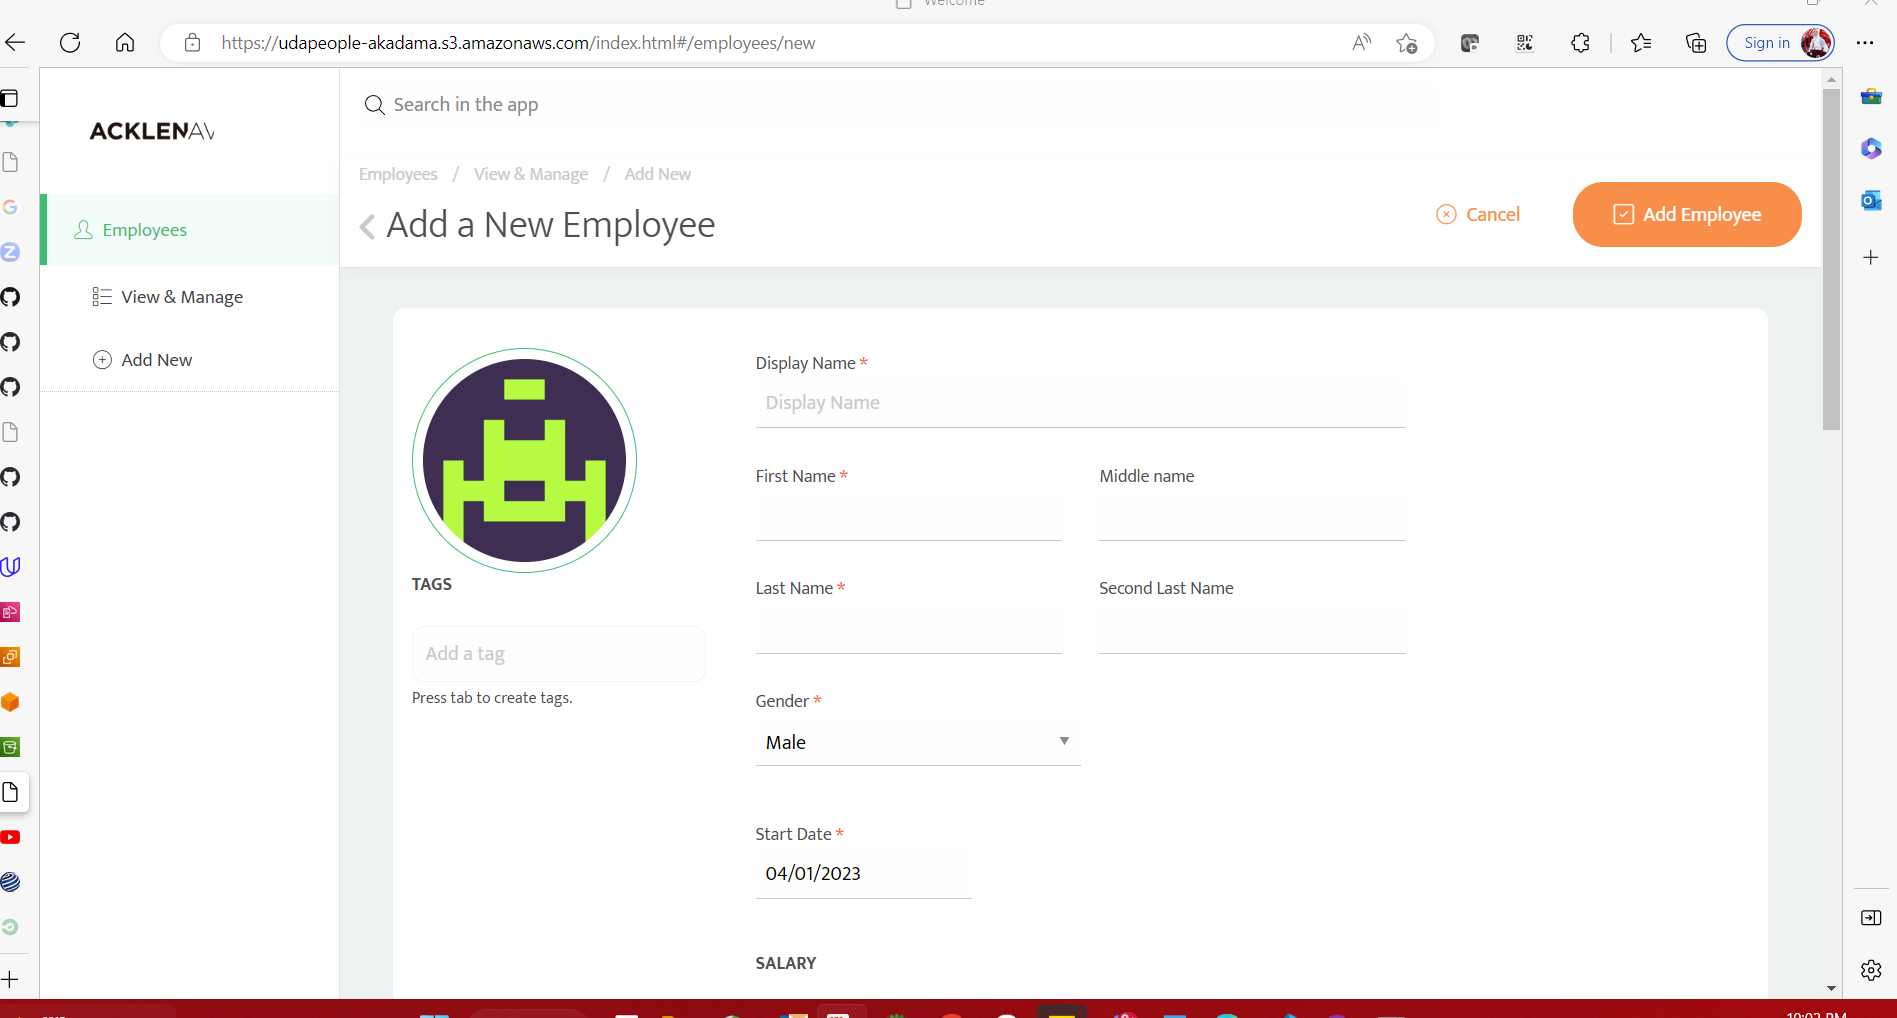 Welcome
https://udapeople-akadama.s3.amazonaws.com/index.html#/employees/new
Sign in
ACKLENAV
Search in the app
Employees / View & Manage / Add New
Add a New Employee
Cancel
Add Employee
Employees
View & Manage
Add New
Display Name *
Display Name
First Name *
Middle name
TAGS
Last Name *
Second Last Name
Add a tag
Press tab to create tags.
Gender *
Male
Start Date *
04/01/2023
SALARY
10:02 PM